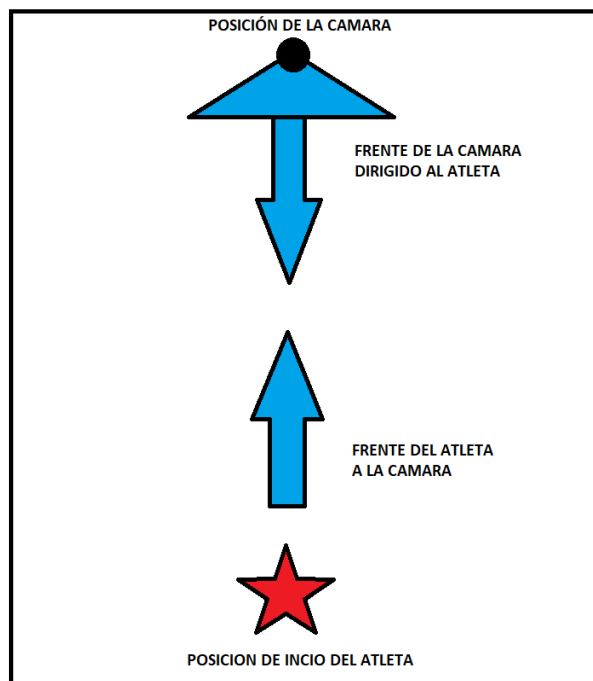 POSICIÓN DE LA CAMARA
FRENTE DE LA CAMARA
DIRIGIDO AL ATLETA
FRENTE DEL ATLETA
A LA CAMARA
POSICION DE INCIO DEL ATLETA